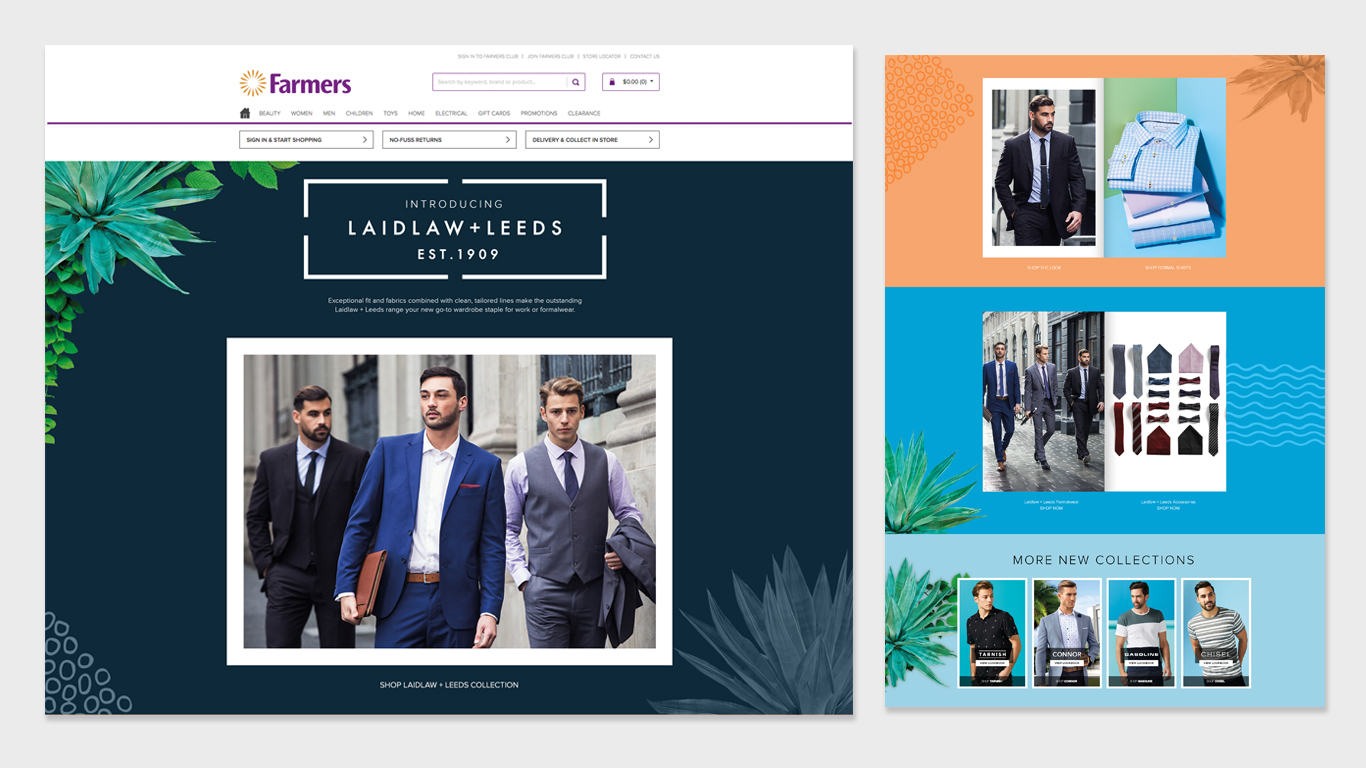 SIGN IN TO FARMERS CLUB | JOIN FARMERS CLUB | STORE LOCATOR | CONTACT US
Farmers
Search by keyword, brand or product...
$0.00 (0)
BEAUTY WOMEN MEN CHILDREN TOYS HOME ELECTRICAL GIFT CARDS PROMOTIONS CLEARANCE
SIGN IN & START SHOPPING
NO-FUSS RETURNS
DELIVERY & COLLECT IN STORE
INTRODUCING
LAIDLAW+LEEDS
EST.1909
Exceptional fit and fabrics combined with clean, tailored lines make the outstanding
Laidlaw + Leeds range your new go-to wardrobe staple for work or formalwear.
SHOP LAIDLAW + LEEDS COLLECTION
SHOP THE LOOK
SHOP FORMAL SHIRTS
Laidlaw + Leeds Formalwear
SHOP NOW
Laidlaw + Leeds Accessories
SHOP NOW
MORE NEW COLLECTIONS
TARNISH
VIEW LOOKBOOK
SHOP TARNISH
CONNOR
VIEW LOOKBOOK
SHOP CONNOR
GASOLINE
VIEW LOOKBOOK
SHOP GASOLINE
CHISEL
VIEW LOOKBOOK
SHOP CHISEL